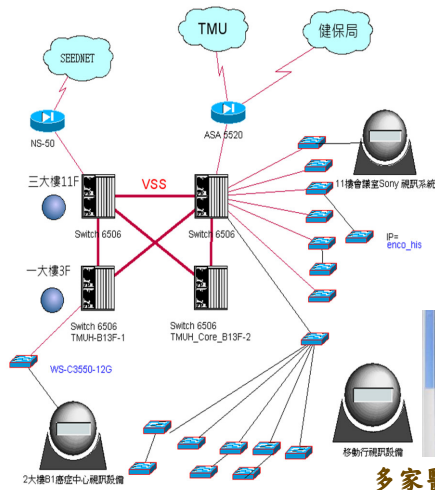 TMU
健保局
SEEDNET
NS-50
ASA 5520
三大樓11F
VSS
11樓會議室Sony 視訊系統
Switch 6506
Switch 6506
IP=
enco_his
一大樓3F
Switch 6506
TMUH-B13F-1
Switch 6506
TMUH_Core_B13F-2
WS-C3550-12G
2大樓B1癌症中心視訊設備
移動行視訊設備
多家